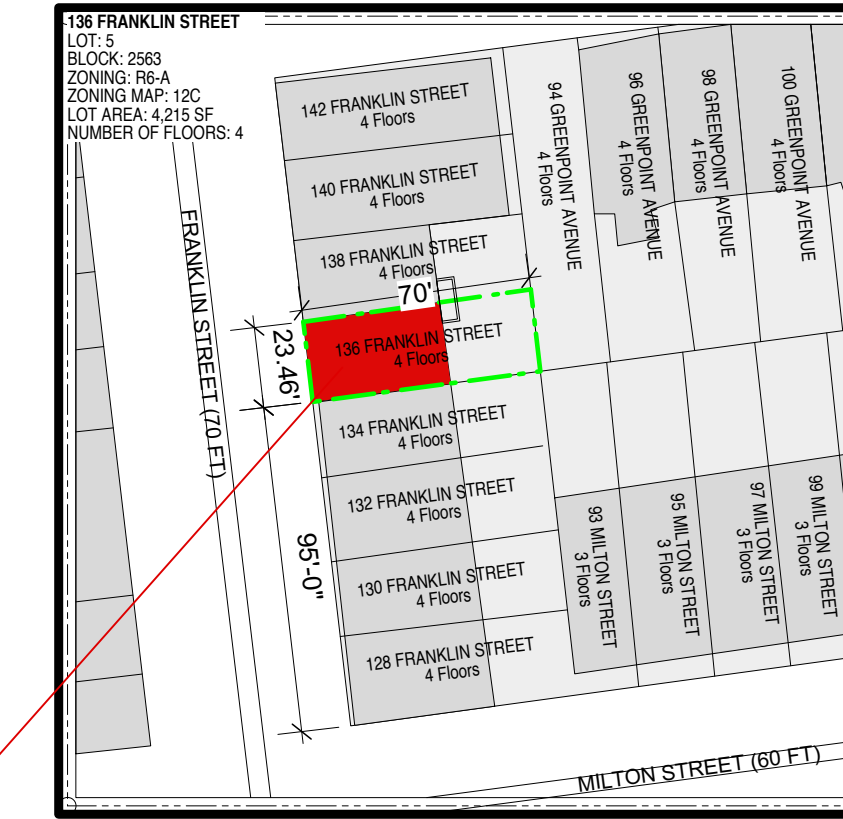 136 FRANKLIN STREET
LOT: 5
BLOCK: 2563
ZONING: R6-A
ZONING MAP: 12C
LOT AREA: 4,215 SF
NUMBER OF FLOORS: 4
142 FRANKLIN STREET
4 Floors
140 FRANKLIN STREET
4 Floors
138 FRANKLIN STREET
4 Floors
70'
136 FRANKLIN STREET
4 Floors
23.46'
134 FRANKLIN STREET
4 Floors
132 FRANKLIN STREET
4 Floors
95'-0"
130 FRANKLIN STREET
4 Floors
128 FRANKLIN STREET
4 Floors
FRANKLIN STREET (70 FT)
94 GREENPOINT AVENUE
4 Floors
96 GREENPOINT AVENUE
4 Floors
98 GREENPOINT AVENUE
4 Floors
100 GREENPOINT AVENUE
4 Floors
93 MILTON STREET
3 Floors
95 MILTON STREET
3 Floors
97 MILTON STREET
3 Floors
99 MILTON STREET
3 Floors
MILTON STREET (60 FT)